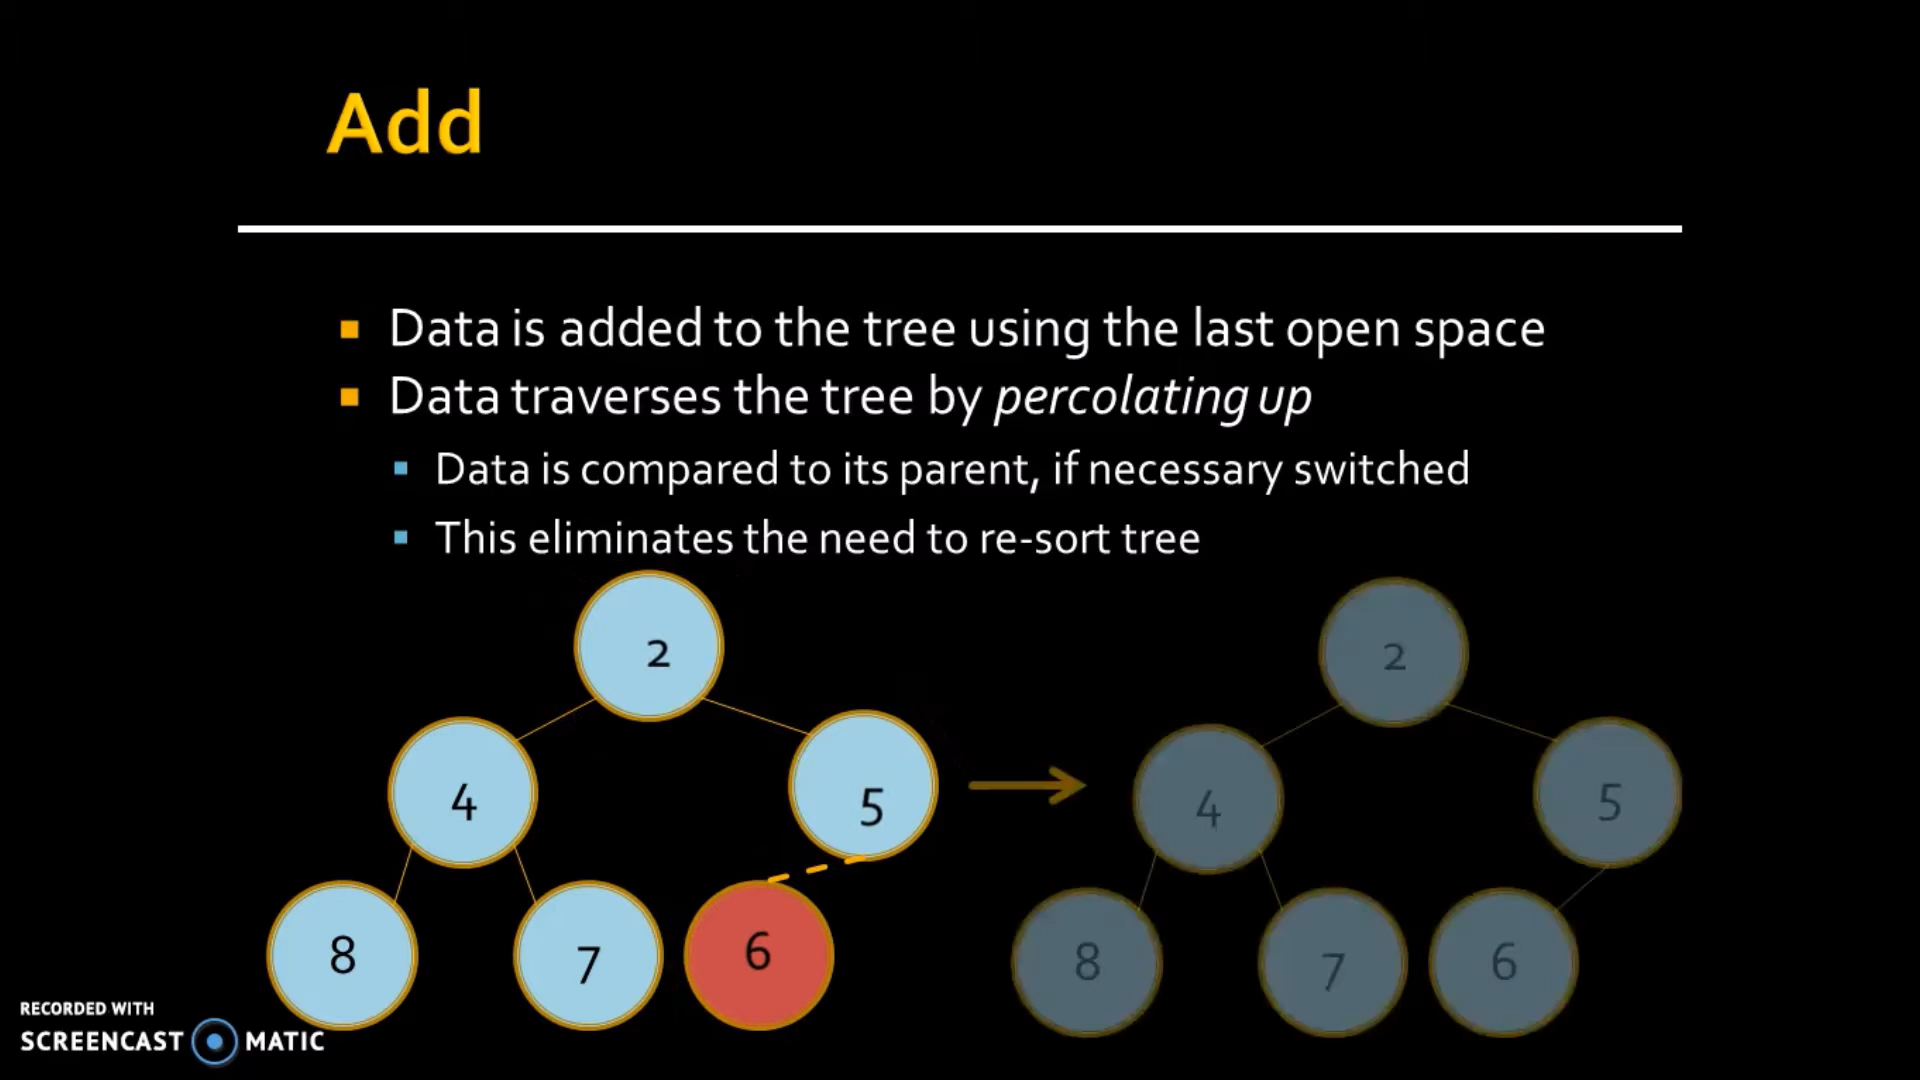 Add
Data is added to the tree using the last open space
Data traverses the tree by percolating up
Data is compared to its parent, if necessary switched
This eliminates the need to re-sort tree
2
4
5
8
7
6
2
4
5
8
7
6
RECORDED WITH
SCREENCAST MATIC